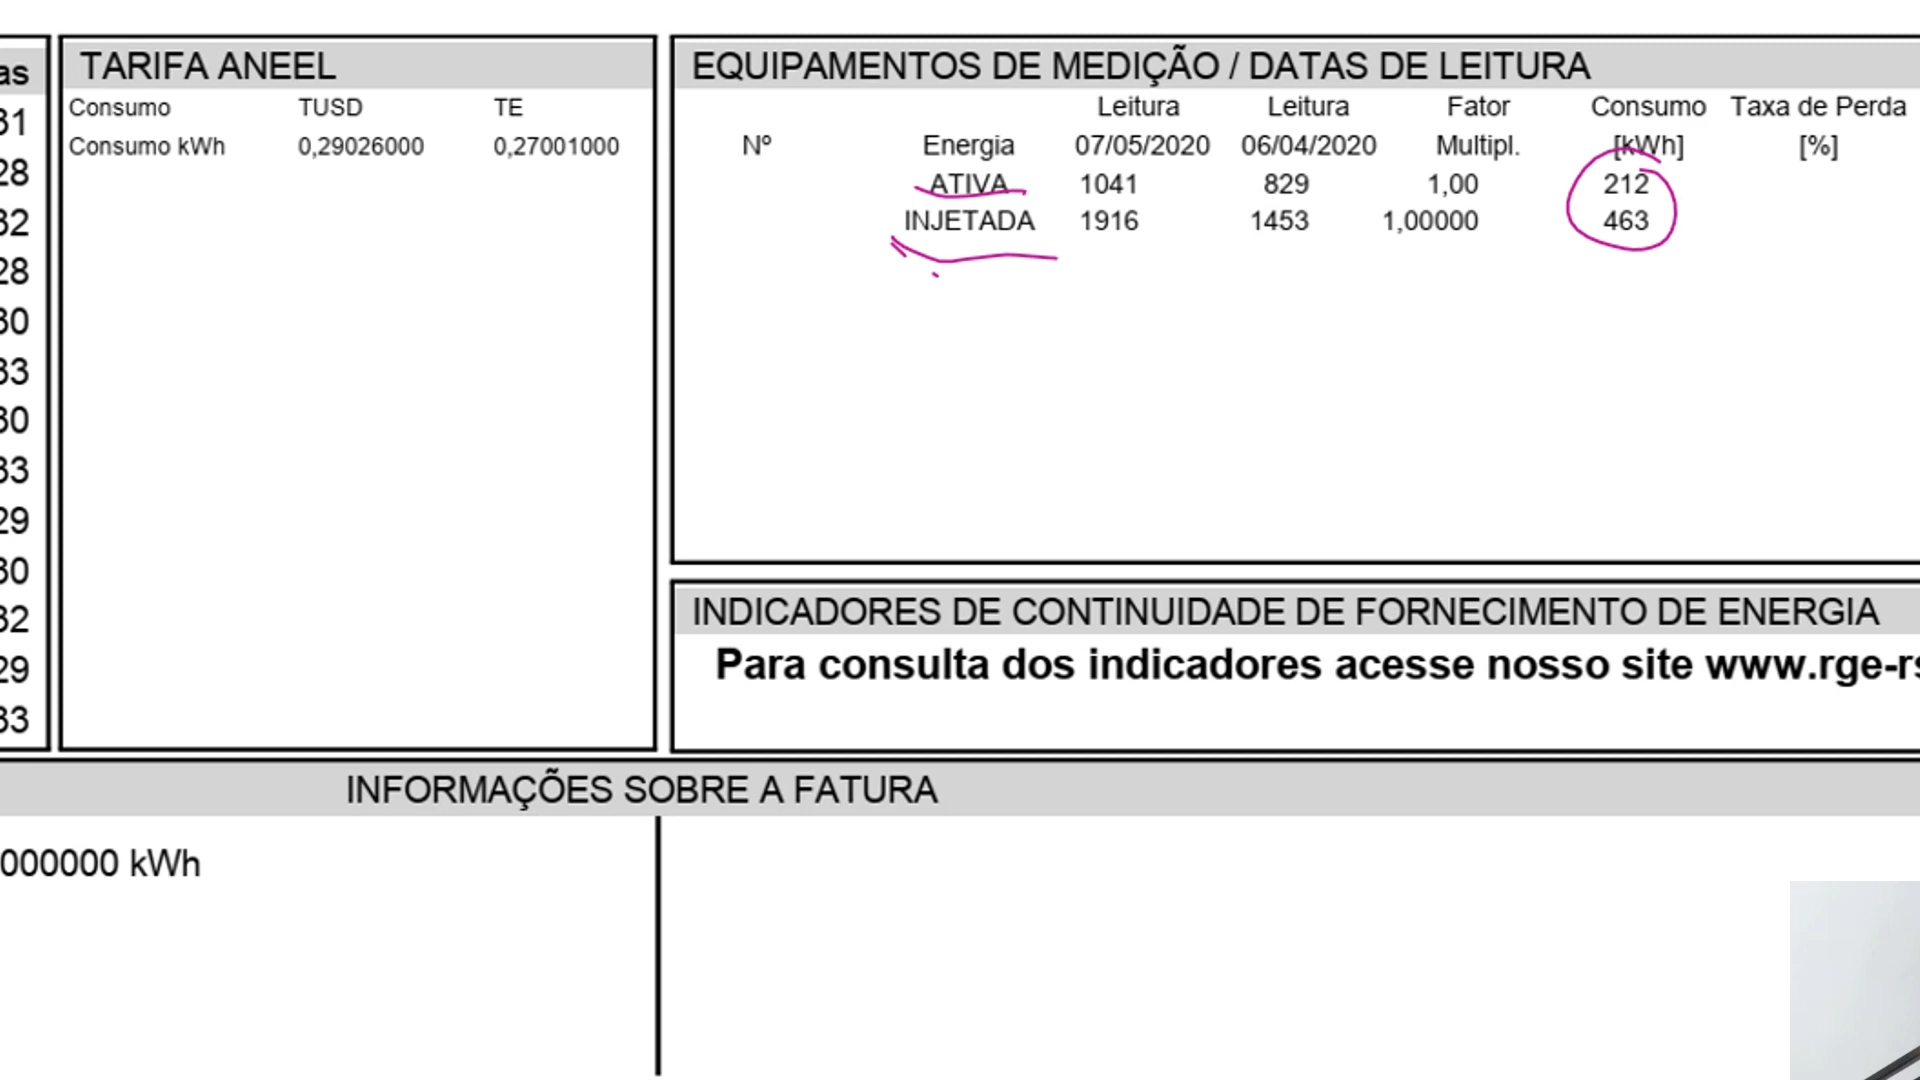 as
31
28
32
28
30
33
30
33
29
30
32
29
33
TARIFA ANEEL
Consumo TUSD TE
Consumo kWh 0,29026000 0,27001000
EQUIPAMENTOS DE MEDIÇÃO / DATAS DE LEITURA
Leitura Leitura Fator Consumo Taxa de Perda
Nº Energia 07/05/2020 06/04/2020 Multipl. [kWh] [%]
ATIVA 1041 829 1,00 212
INJETADA 1916 1453 1,00000 463
INDICADORES DE CONTINUIDADE DE FORNECIMENTO DE ENERGIA
Para consulta dos indicadores acesse nosso site www.rge-rs
INFORMAÇÕES SOBRE A FATURA
000000 kWh